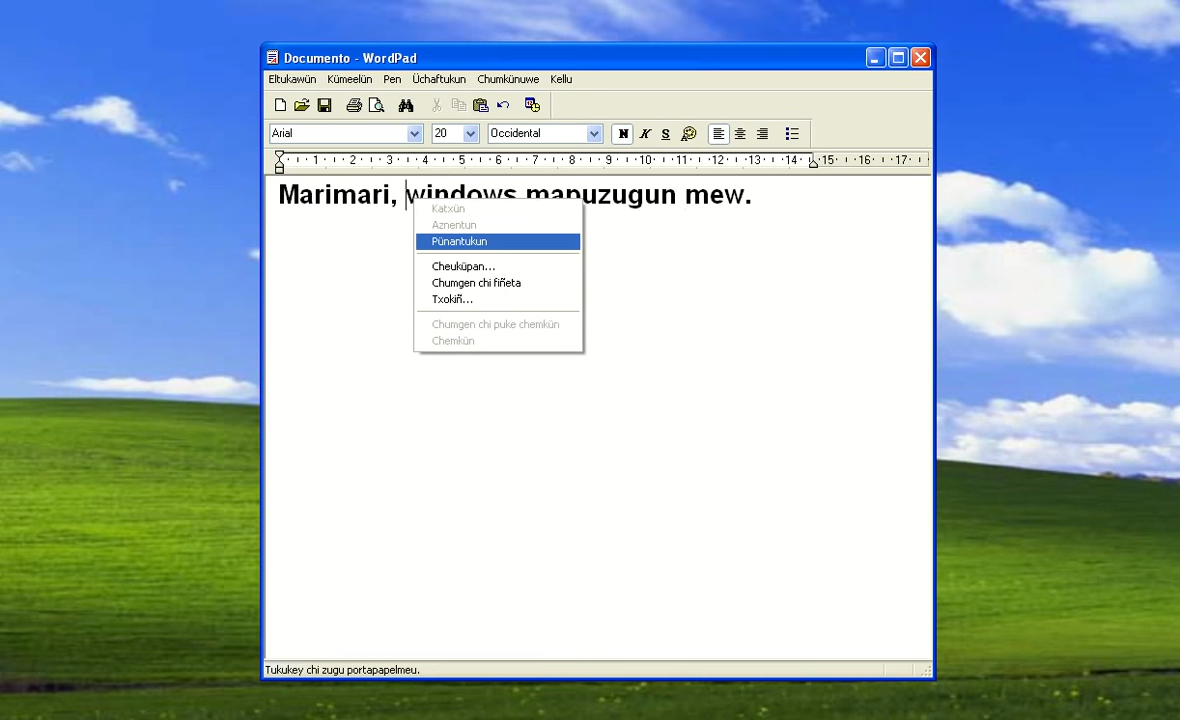 Documento - WordPad
Eltukawün Kümeelün Pen Üchaftukun Chumkünuwe Kellu
Arial 20 Occidental N K S
1 2 3 4 5 6 7 8 9 10 11 12 13 14 15 16 17
Marimari, windows mapuzugun mew.
Katxün
Aznentun
Pünantukun
Cheuküpan...
Chumgen chi fiñeta
Txokiñ...
Chumgen chi puke chemkün
Chemkün
Tukukey chi zugu portapapelmeu.